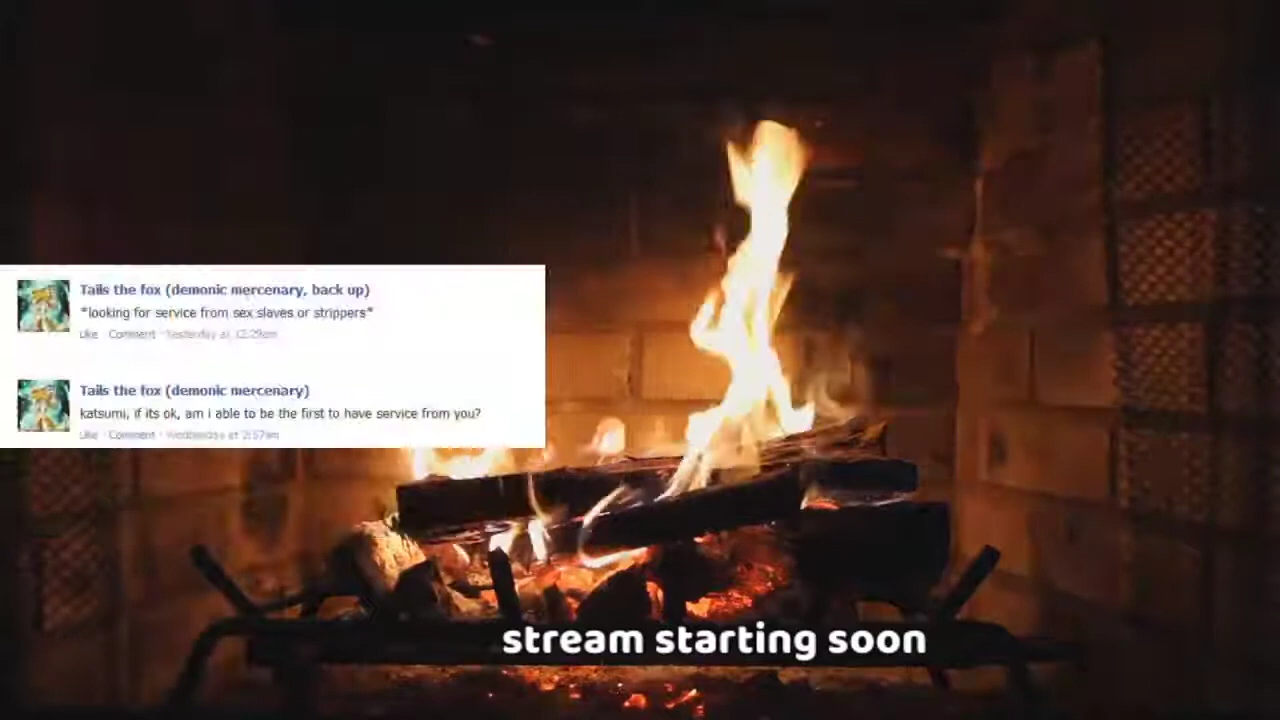 Tails the fox (demonic mercenary, back up)
*looking for service from sex slaves or strippers*
Like · Comment · Yesterday at 12:29am
Tails the fox (demonic mercenary)
katsumi, if its ok, am i able to be the first to have service from you?
Like · Comment · Wednesday at 2:57am
stream starting soon